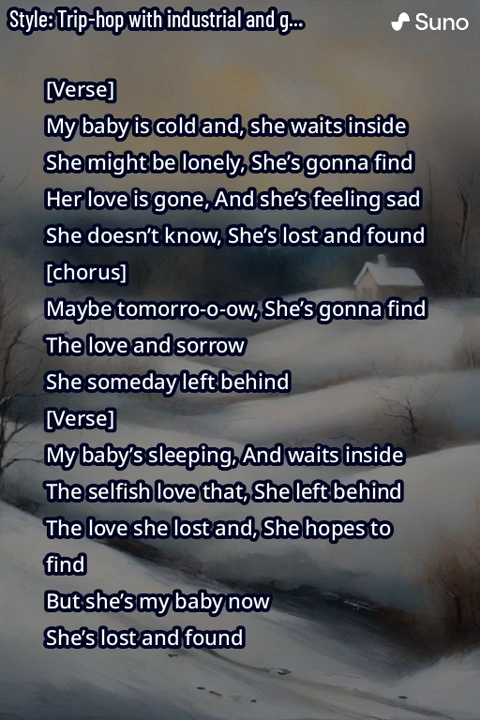 Style: Trip-hop with industrial and g...
Suno
[Verse]
My baby is cold and, she waits inside
She might be lonely, She's gonna find
Her love is gone, And she's feeling sad
She doesn't know, She's lost and found
[chorus]
Maybe tomorro-o-ow, She's gonna find
The love and sorrow
She someday left behind
[Verse]
My baby's sleeping, And waits inside
The selfish love that, She left behind
The love she lost and, She hopes to
find
But she's my baby now
She's lost and found